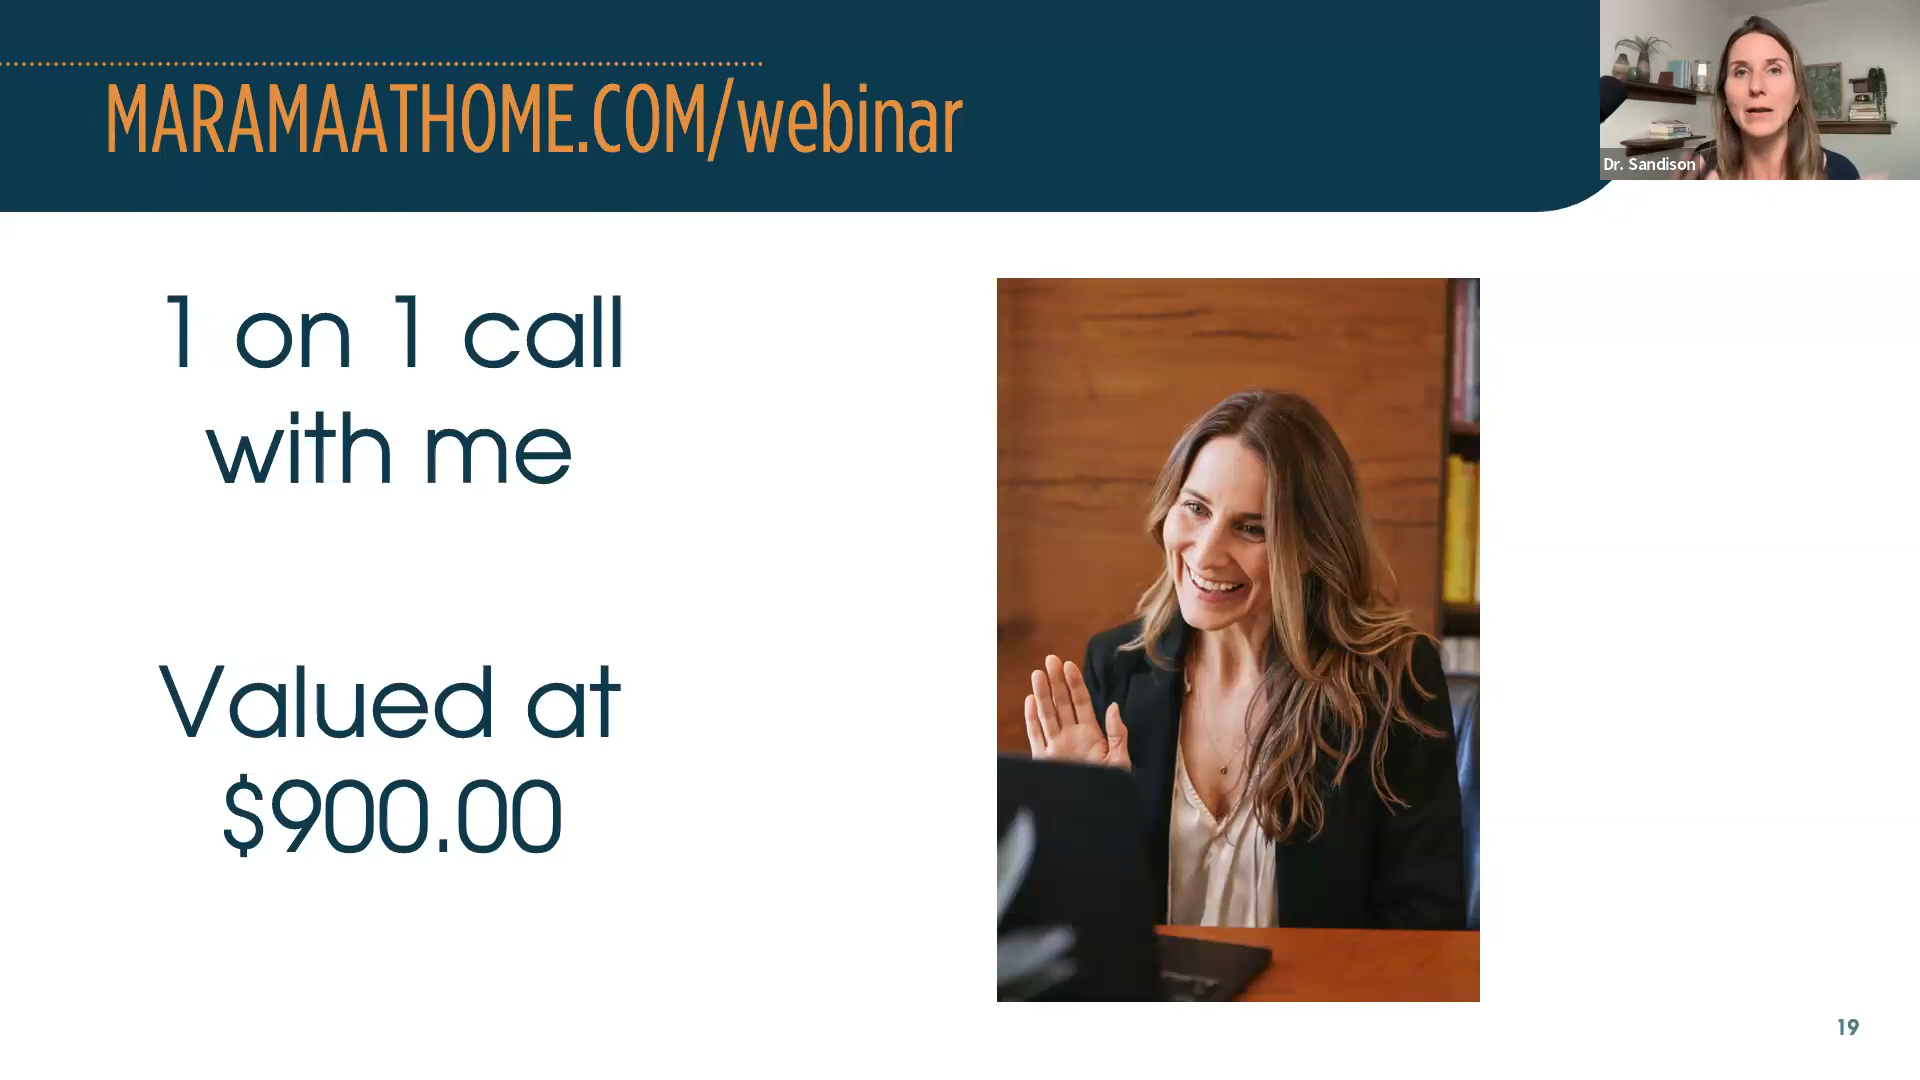 MARAMAATHOME.COM/webinar
Dr. Sandison
1 on 1 call
with me
Valued at
$900.00
19